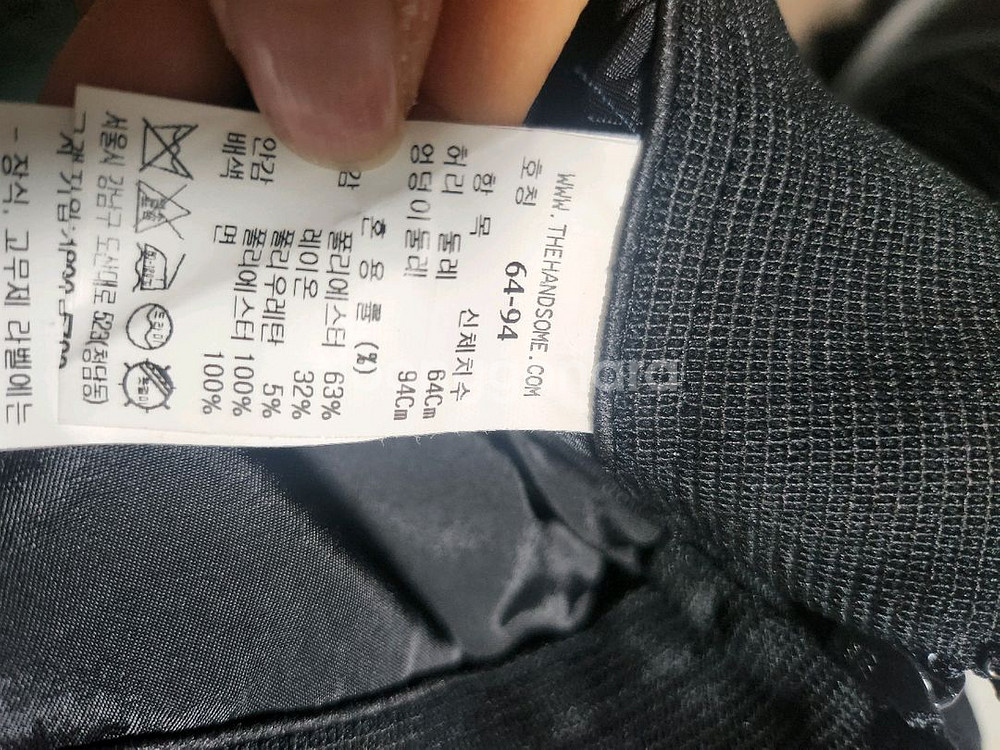 WWW.THEHANDSOME.COM
호칭 64-94
항 목 신체치수
허리 둘레 64Cm
엉덩이둘레 94Cm
혼 용 률 (%)
감 폴리에스터 63%
레이온 32%
폴리우레탄 5%
안감 폴리에스터 100%
배색 면 100%
드라이
서울시 강남구 도산대로 523(청담동)
- 장식, 고무제 라벨에는